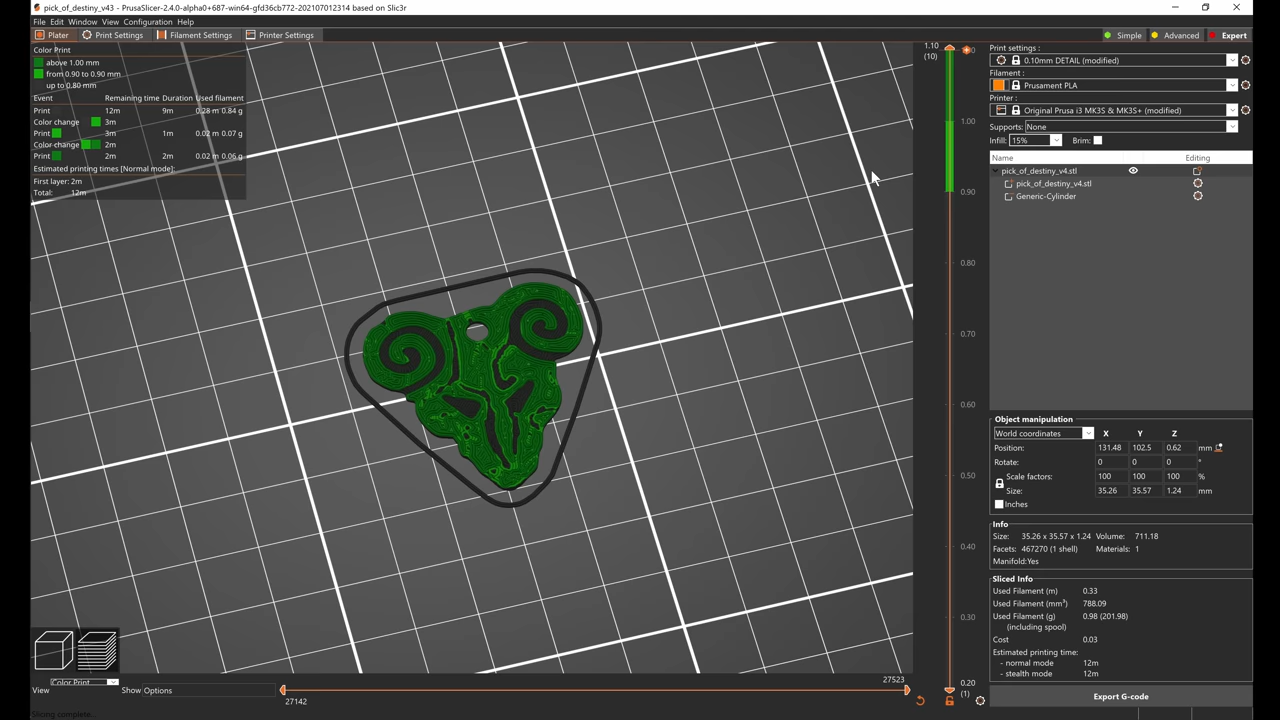 pick_of_destiny_v43 - PrusaSlicer-2.4.0-alpha0+687-win64-gfd36cb772-202107012314 based on Slic3r
File Edit Window View Configuration Help
Plater Print Settings Filament Settings Printer Settings Simple Advanced Expert
Color Print
above 1.00 mm
from 0.90 to 0.90 mm
up to 0.80 mm
Event Remaining time Duration Used filament
Print 12m 9m 0.28 m 0.84 g
Color change 3m
Print 3m 1m 0.02 m 0.07 g
Color change 2m
Print 2m 2m 0.02 m 0.06 g
Estimated printing times [Normal mode]:
First layer: 2m
Total: 12m
1.10
(10)
1.00
0.90
0.80
0.70
0.60
0.50
0.40
0.30
0.20
(1)
Print settings :
0.10mm DETAIL (modified)
Filament :
Prusament PLA
Printer :
Original Prusa i3 MK3S & MK3S+ (modified)
Supports: None
Infill: 15% Brim:
Name Editing
pick_of_destiny_v4.stl
pick_of_destiny_v4.stl
Generic-Cylinder
Object manipulation
World coordinates X Y Z
Position: 131.48 102.5 0.62 mm
Rotate: 0 0 0 °
Scale factors: 100 100 100 %
Size: 35.26 35.57 1.24 mm
Inches
Info
Size: 35.26 x 35.57 x 1.24 Volume: 711.18
Facets: 467270 (1 shell) Materials: 1
Manifold: Yes
Sliced Info
Used Filament (m) 0.33
Used Filament (mm³) 788.09
Used Filament (g) 0.98 (201.98)
(including spool)
Cost 0.03
Estimated printing time:
- normal mode 12m
- stealth mode 12m
Export G-code
View Color Print Show Options
27142
27523
Slicing complete...